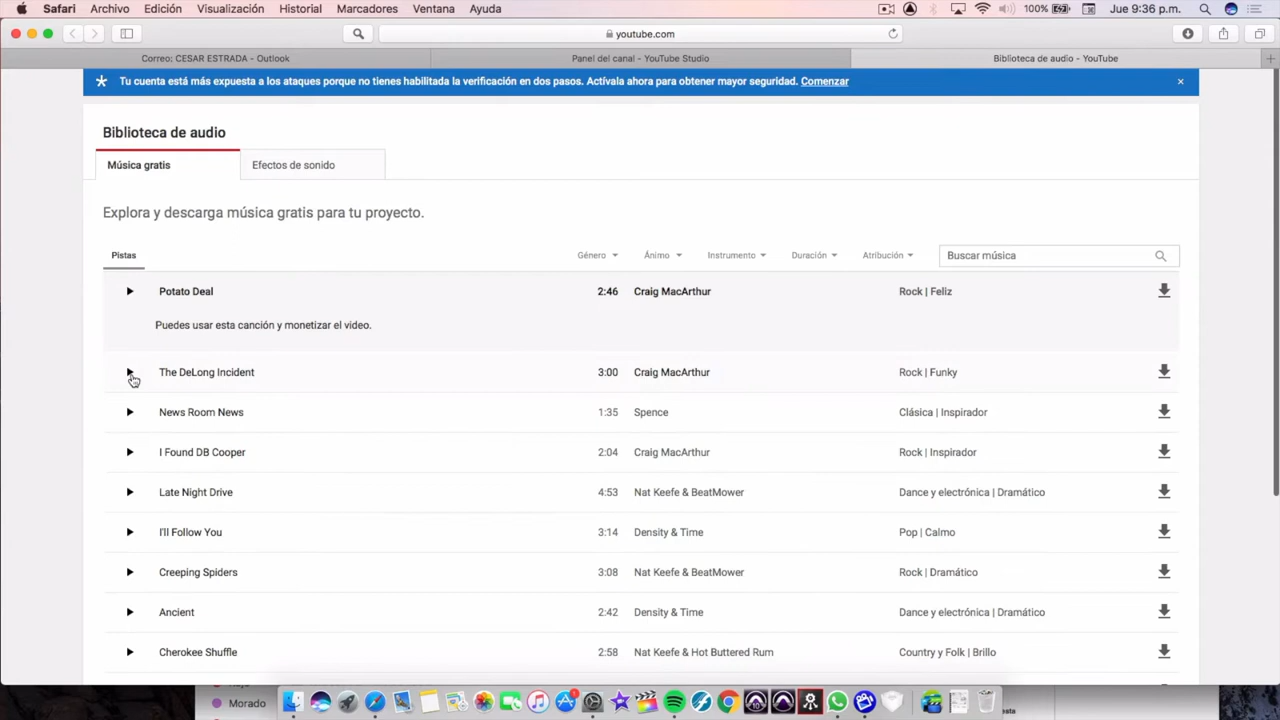 Safari Archivo Edición Visualización Historial Marcadores Ventana Ayuda 100% Jue 9:36 p.m.
youtube.com
Correo: CESAR ESTRADA - Outlook Panel del canal - YouTube Studio Biblioteca de audio - YouTube
Tu cuenta está más expuesta a los ataques porque no tienes habilitada la verificación en dos pasos. Actívala ahora para obtener mayor seguridad. Comenzar
Biblioteca de audio
Música gratis Efectos de sonido
Explora y descarga música gratis para tu proyecto.
Pistas Género Ánimo Instrumento Duración Atribución Buscar música
Potato Deal 2:46 Craig MacArthur Rock | Feliz
Puedes usar esta canción y monetizar el video.
The DeLong Incident 3:00 Craig MacArthur Rock | Funky
News Room News 1:35 Spence Clásica | Inspirador
I Found DB Cooper 2:04 Craig MacArthur Rock | Inspirador
Late Night Drive 4:53 Nat Keefe & BeatMower Dance y electrónica | Dramático
I'll Follow You 3:14 Density & Time Pop | Calmo
Creeping Spiders 3:08 Nat Keefe & BeatMower Rock | Dramático
Ancient 2:42 Density & Time Dance y electrónica | Dramático
Cherokee Shuffle 2:58 Nat Keefe & Hot Buttered Rum Country y Folk | Brillo
Morado